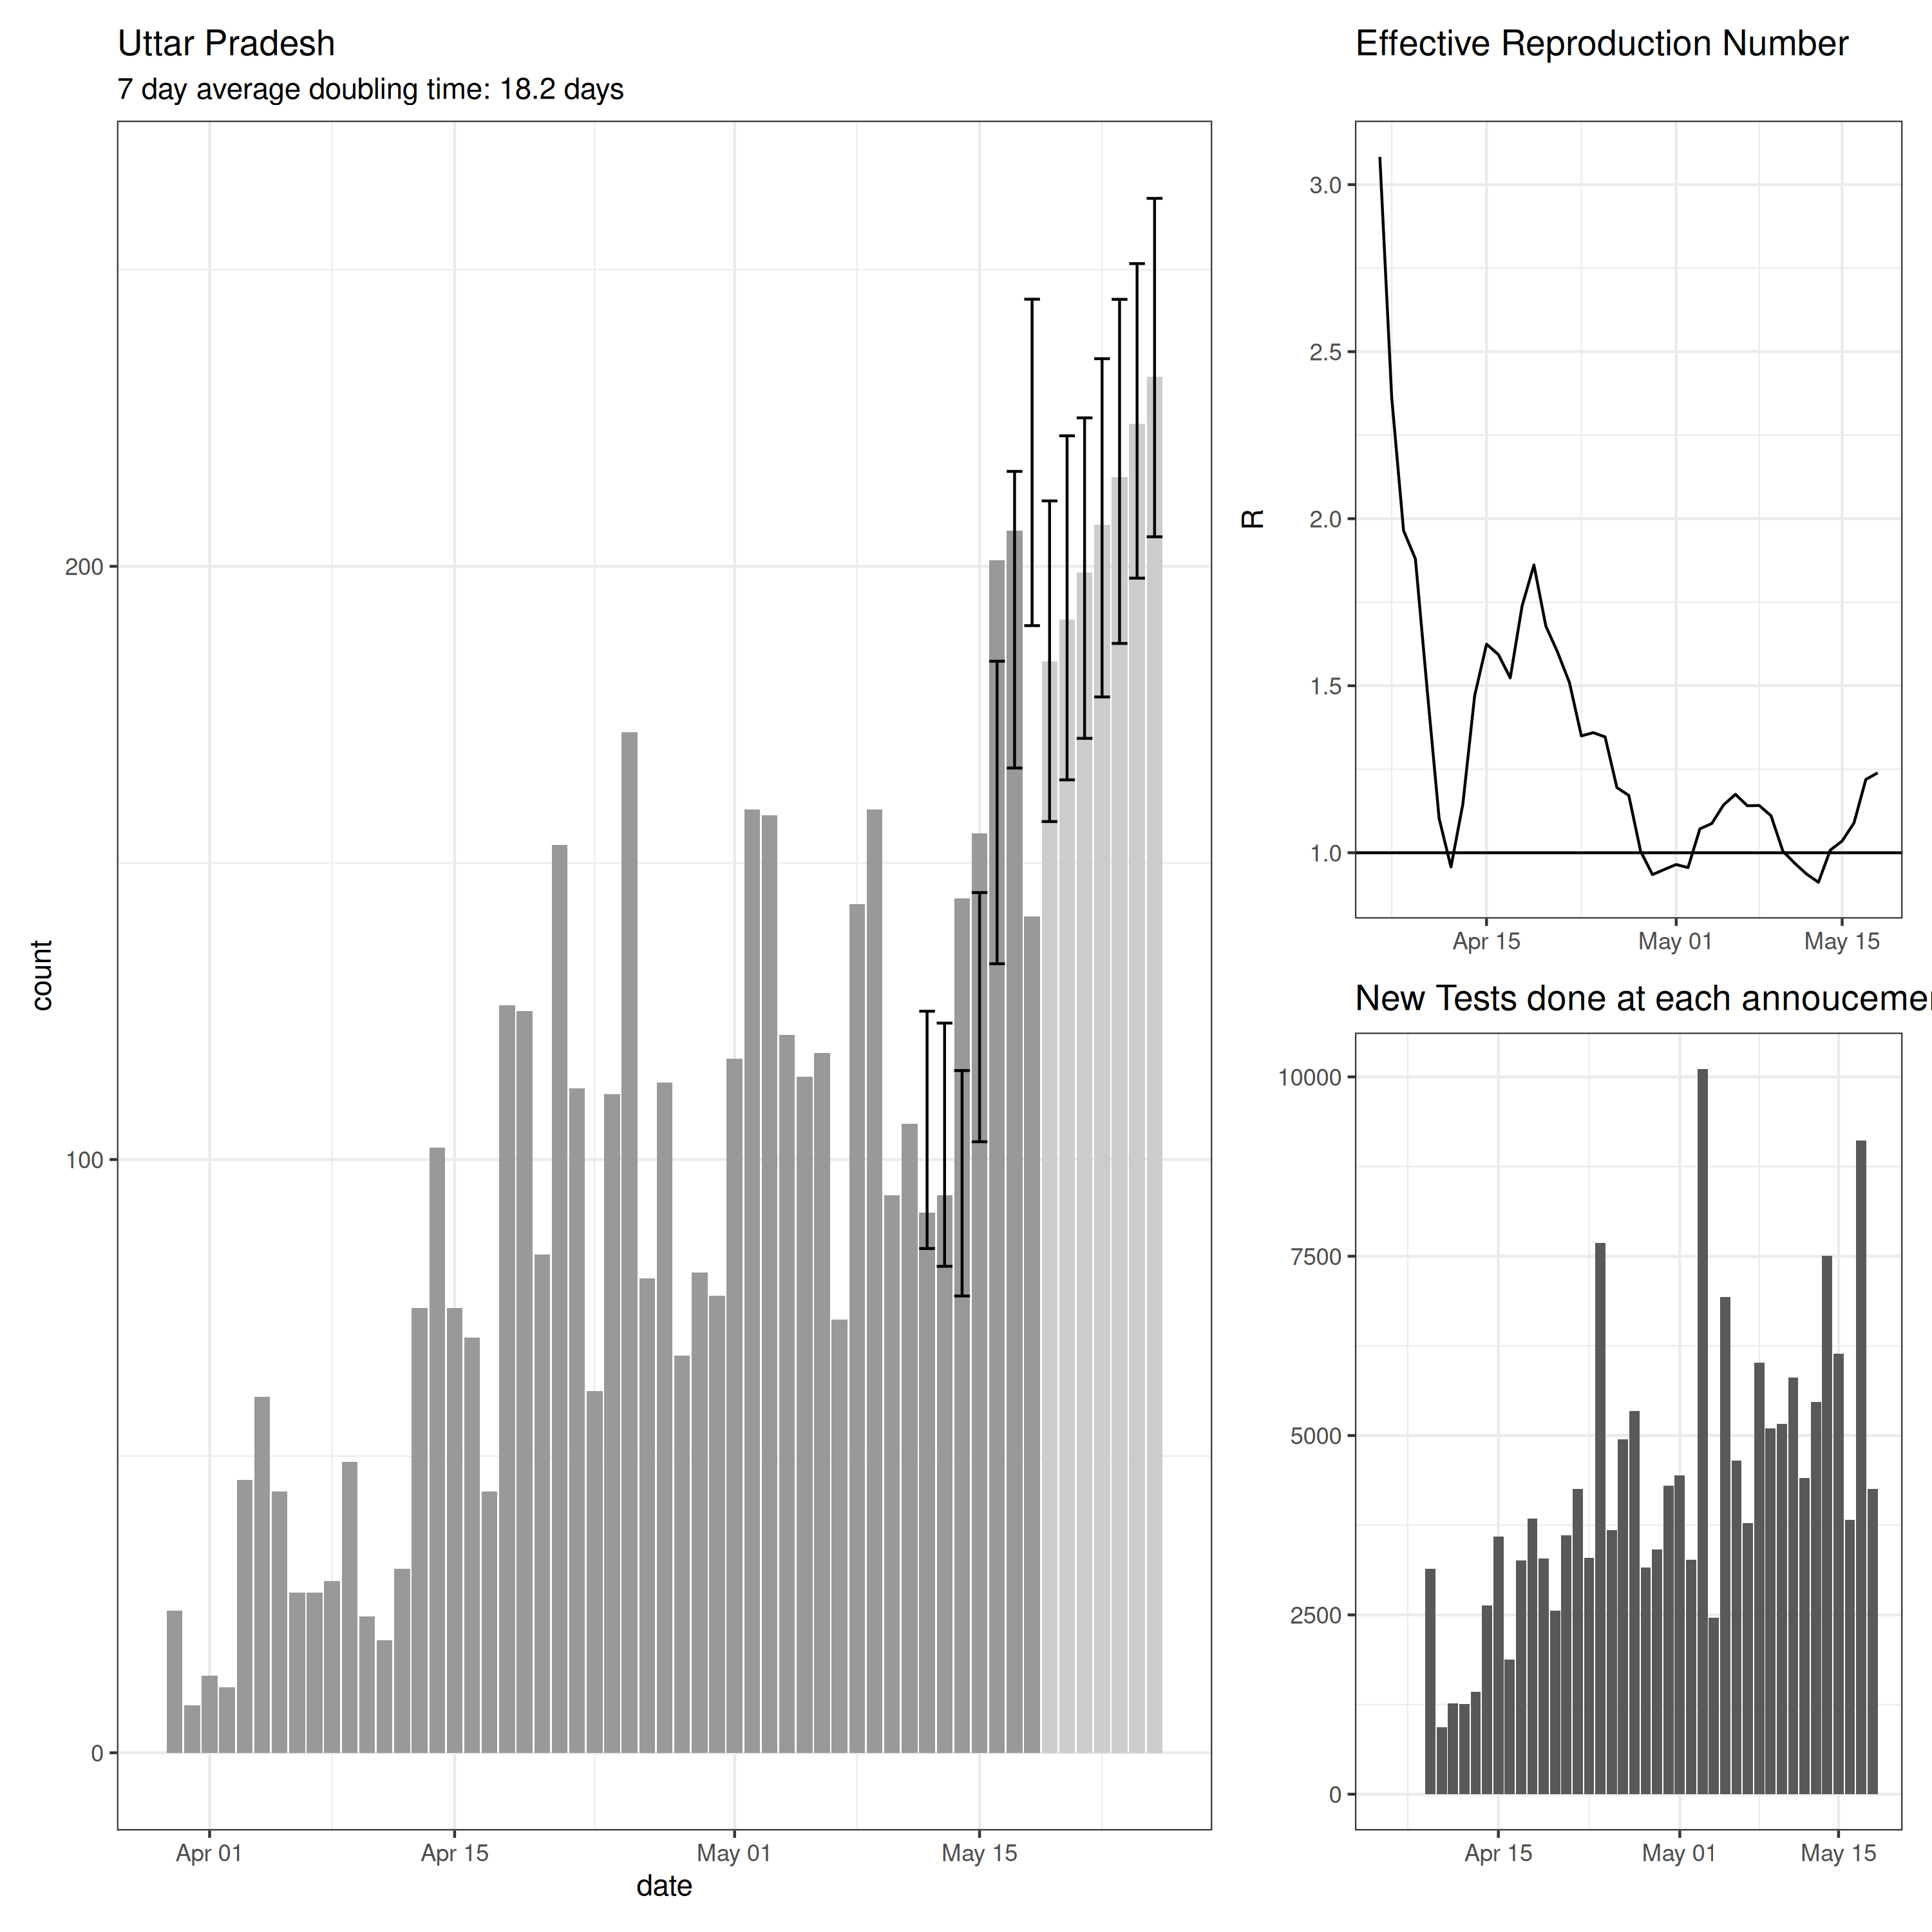 Uttar Pradesh
7 day average doubling time: 18.2 days
count
200
100
0
Apr 01
Apr 15
May 01
May 15
date
Effective Reproduction Number
R
3.0
2.5
2.0
1.5
1.0
Apr 15
May 01
May 15
New Tests done at each annoucemen
10000
7500
5000
2500
0
Apr 15
May 01
May 15